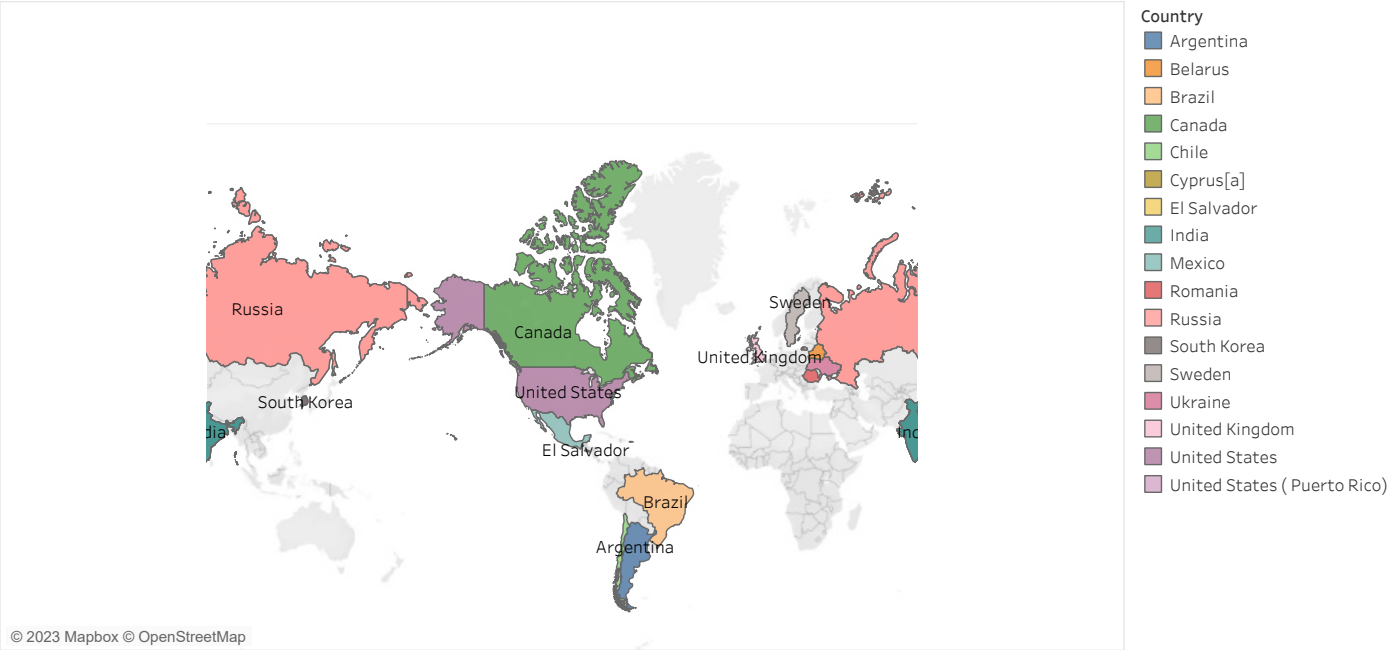 Country
Argentina
Belarus
Brazil
Canada
Chile
Cyprus[a]
El Salvador
India
Mexico
Romania
Russia
South Korea
Sweden
Ukraine
United Kingdom
United States
United States ( Puerto Rico)
Sweden
Russia
Canada
United Kingdom
United States
South Korea
dia
Ind
El Salvador
Brazil
Argentina
© 2023 Mapbox © OpenStreetMap